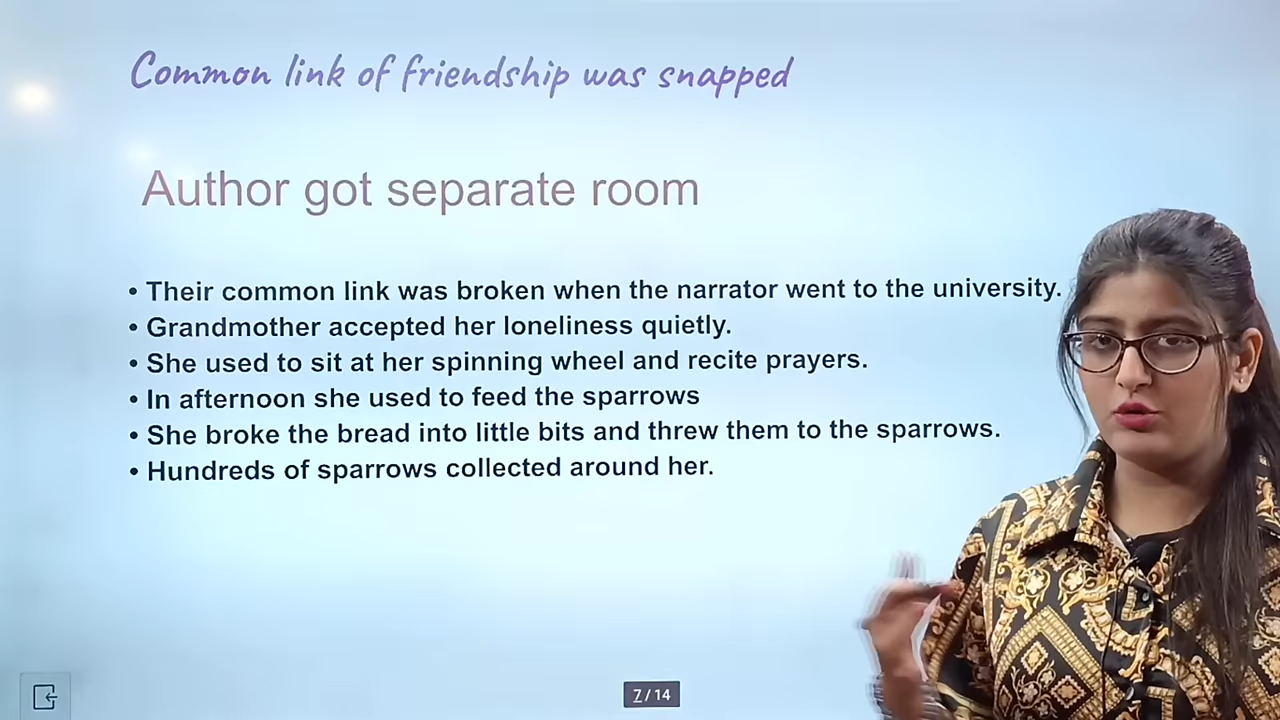 Common link of friendship was snapped
Author got separate room
• Their common link was broken when the narrator went to the university.
• Grandmother accepted her loneliness quietly.
• She used to sit at her spinning wheel and recite prayers.
• In afternoon she used to feed the sparrows
• She broke the bread into little bits and threw them to the sparrows.
• Hundreds of sparrows collected around her.
7/14